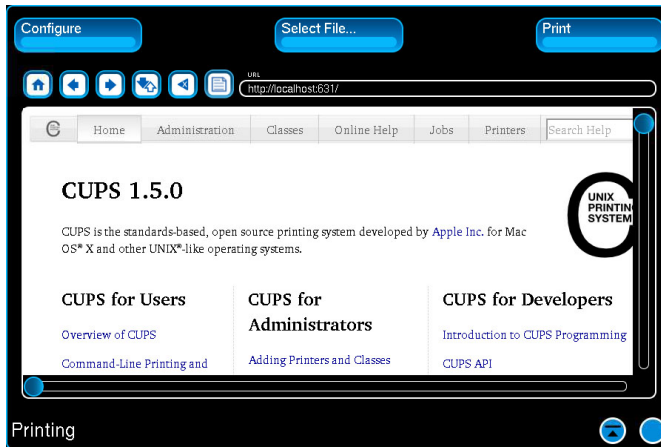 Configure
Select File...
Print
URL
http://localhost:631/
Home
Administration
Classes
Online Help
Jobs
Printers
Search Help
CUPS 1.5.0
UNIX
PRINTING
SYSTEM
CUPS is the standards-based, open source printing system developed by Apple Inc. for Mac
OS® X and other UNIX®-like operating systems.
CUPS for Users
Overview of CUPS
Command-Line Printing and
CUPS for
Administrators
Adding Printers and Classes
CUPS for Developers
Introduction to CUPS Programming
CUPS API
Printing